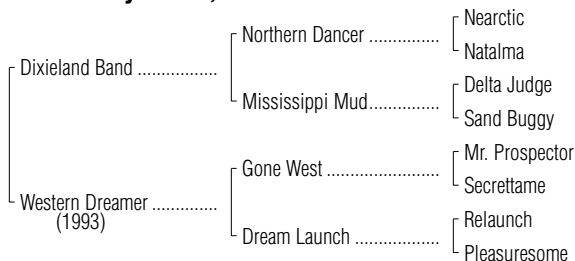 Nearctic
Northern Dancer ...............
Natalma
Dixieland Band .................
Delta Judge
Mississippi Mud...............
Sand Buggy
Mr. Prospector
Gone West ........................
Secrettame
Western Dreamer ..............
(1993)
Relaunch
Dream Launch ..................
Pleasuresome